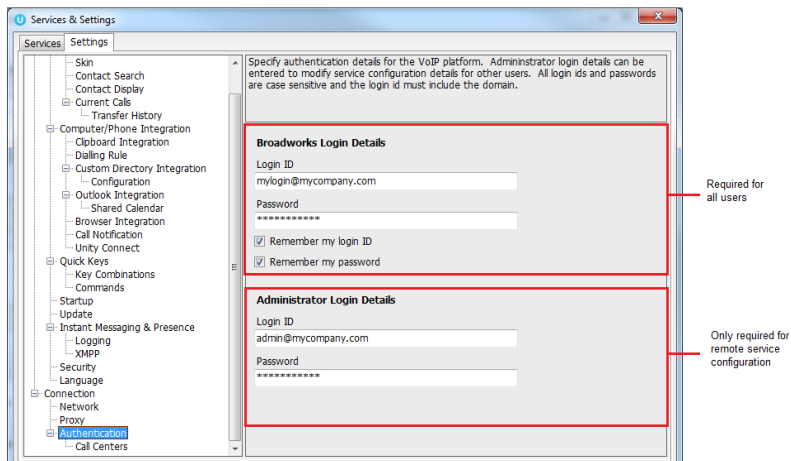 Services & Settings
Services Settings
Skin
Contact Search
Contact Display
Current Calls
Transfer History
Computer/Phone Integration
Clipboard Integration
Dialling Rule
Custom Directory Integration
Configuration
Outlook Integration
Shared Calendar
Browser Integration
Call Notification
Unity Connect
Quick Keys
Key Combinations
Commands
Startup
Update
Instant Messaging & Presence
Logging
XMPP
Security
Language
Connection
Network
Proxy
Authentication
Call Centers
Specify authentication details for the VoIP platform. Admininstrator login details can be
entered to modify service configuration details for other users. All login ids and passwords
are case sensitive and the login id must include the domain.
Broadworks Login Details
Login ID
mylogin@mycompany.com
Password
***********
Remember my login ID
Remember my password
Administrator Login Details
Login ID
admin@mycompany.com
Password
***********
Required for
all users
Only required for
remote service
configuration